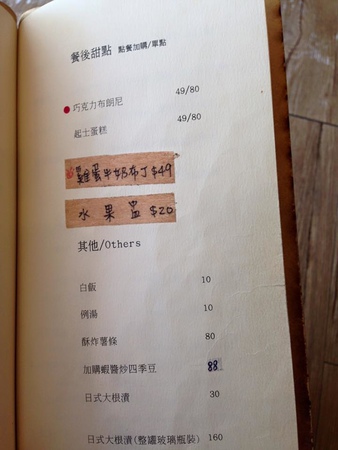 餐後甜點 點餐加購/單點
巧克力布朗尼 49/80
起士蛋糕 49/80
雞蛋牛奶布丁$49
水果盅$20
其他/Others
白飯 10
例湯 10
酥炸薯條 80
加購蝦醬炒四季豆 88
日式大根漬 30
日式大根漬(整罐玻璃瓶裝) 160